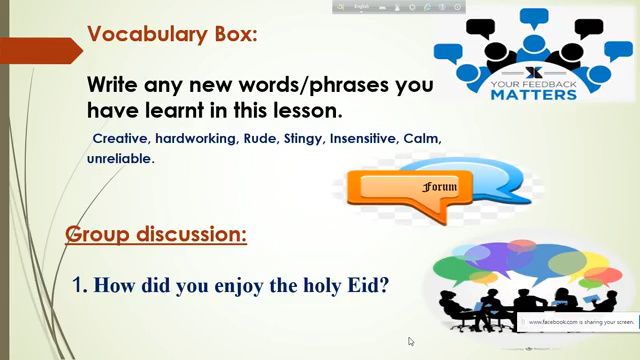 English
Vocabulary Box:
Write any new words/phrases you
have learnt in this lesson.
Creative, hardworking, Rude, Stingy, Insensitive, Calm,
unreliable.
YOUR FEEDBACK
MATTERS
Forum
Group discussion:
1. How did you enjoy the holy Eid?
www.facebook.com is sharing your screen.